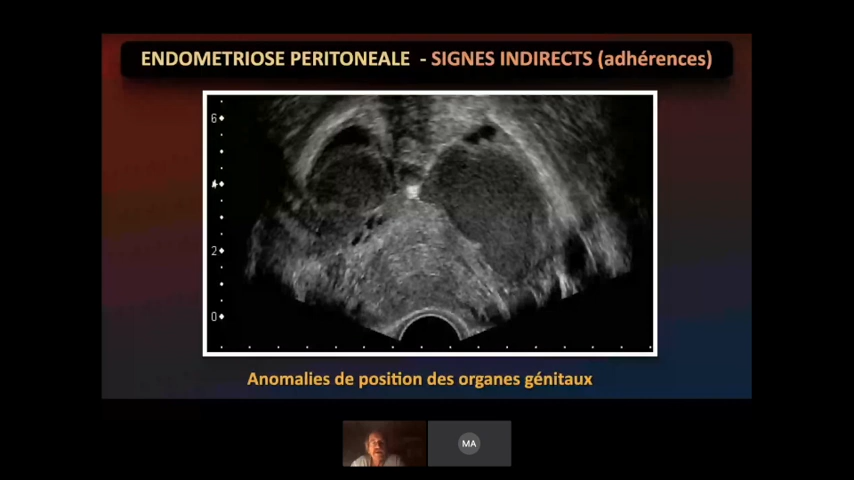 ENDOMETRIOSE PERITONEALE - SIGNES INDIRECTS (adhérences)
6
4
2
0
Anomalies de position des organes génitaux
MA